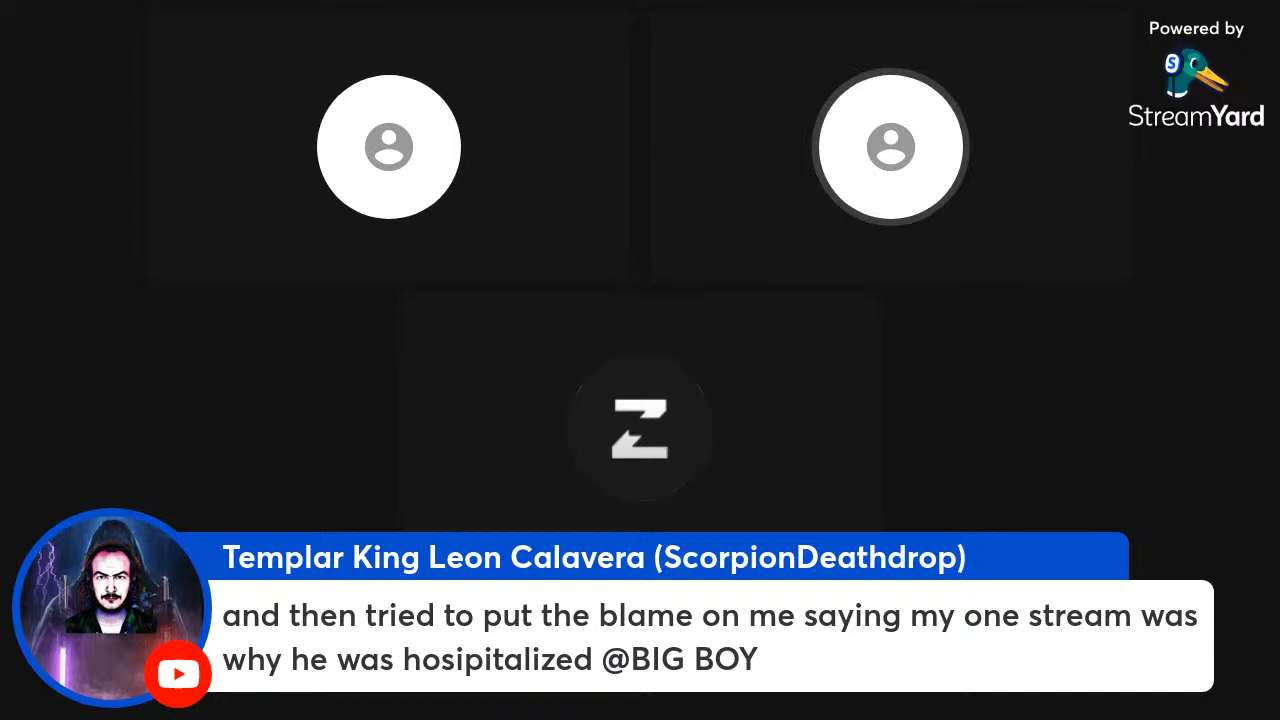 Powered by
StreamYard
Templar King Leon Calavera (ScorpionDeathdrop)
and then tried to put the blame on me saying my one stream was
why he was hosipitalized @BIG BOY